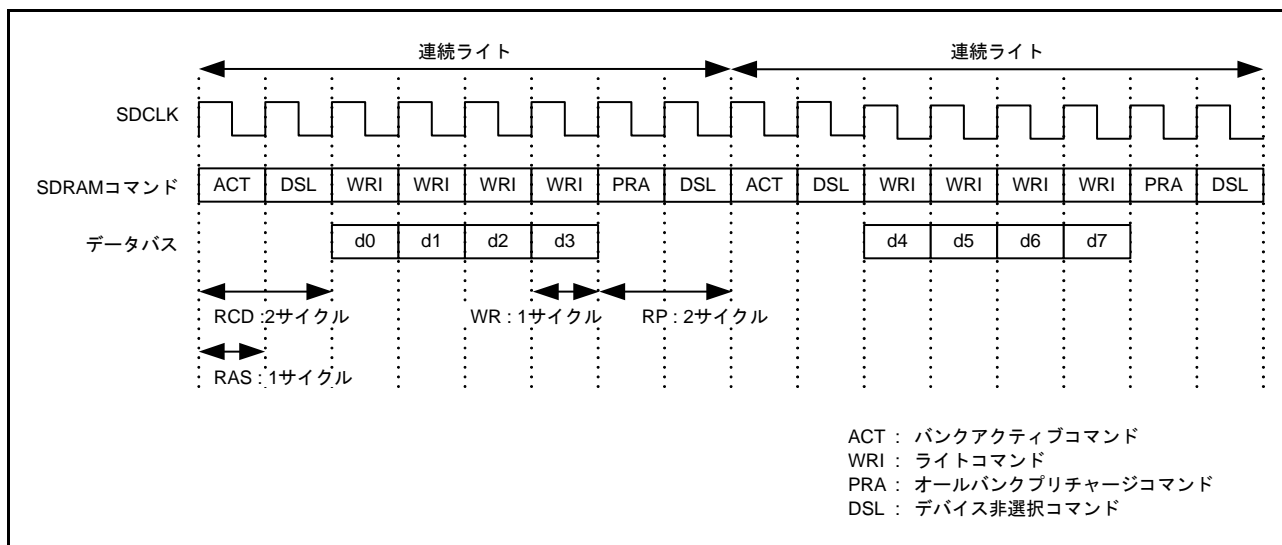 連続ライト 連続ライト
SDCLK
SDRAMコマンド ACT DSL WRI WRI WRI WRI PRA DSL ACT DSL WRI WRI WRI WRI PRA DSL
データバス d0 d1 d2 d3 d4 d5 d6 d7
RCD :2サイクル WR : 1サイクル RP : 2サイクル
RAS : 1サイクル
ACT : バンクアクティブコマンド
WRI : ライトコマンド
PRA : オールバンクプリチャージコマンド
DSL : デバイス非選択コマンド